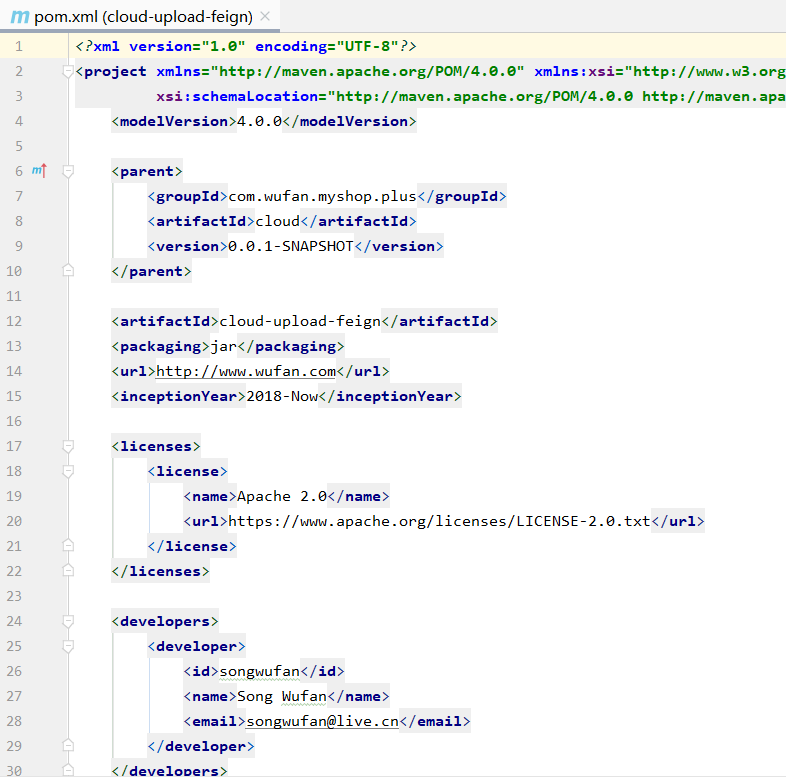 m pom.xml (cloud-upload-feign) ×
1 <?xml version="1.0" encoding="UTF-8"?>
2 <project xmlns="http://maven.apache.org/POM/4.0.0" xmlns:xsi="http://www.w3.org
3 xsi:schemaLocation="http://maven.apache.org/POM/4.0.0 http://maven.apa
4 <modelVersion>4.0.0</modelVersion>
5
6 m <parent>
7 <groupId>com.wufan.myshop.plus</groupId>
8 <artifactId>cloud</artifactId>
9 <version>0.0.1-SNAPSHOT</version>
10 </parent>
11
12 <artifactId>cloud-upload-feign</artifactId>
13 <packaging>jar</packaging>
14 <url>http://www.wufan.com</url>
15 <inceptionYear>2018-Now</inceptionYear>
16
17 <licenses>
18 <license>
19 <name>Apache 2.0</name>
20 <url>https://www.apache.org/licenses/LICENSE-2.0.txt</url>
21 </license>
22 </licenses>
23
24 <developers>
25 <developer>
26 <id>songwufan</id>
27 <name>Song Wufan</name>
28 <email>songwufan@live.cn</email>
29 </developer>
30 </developers>